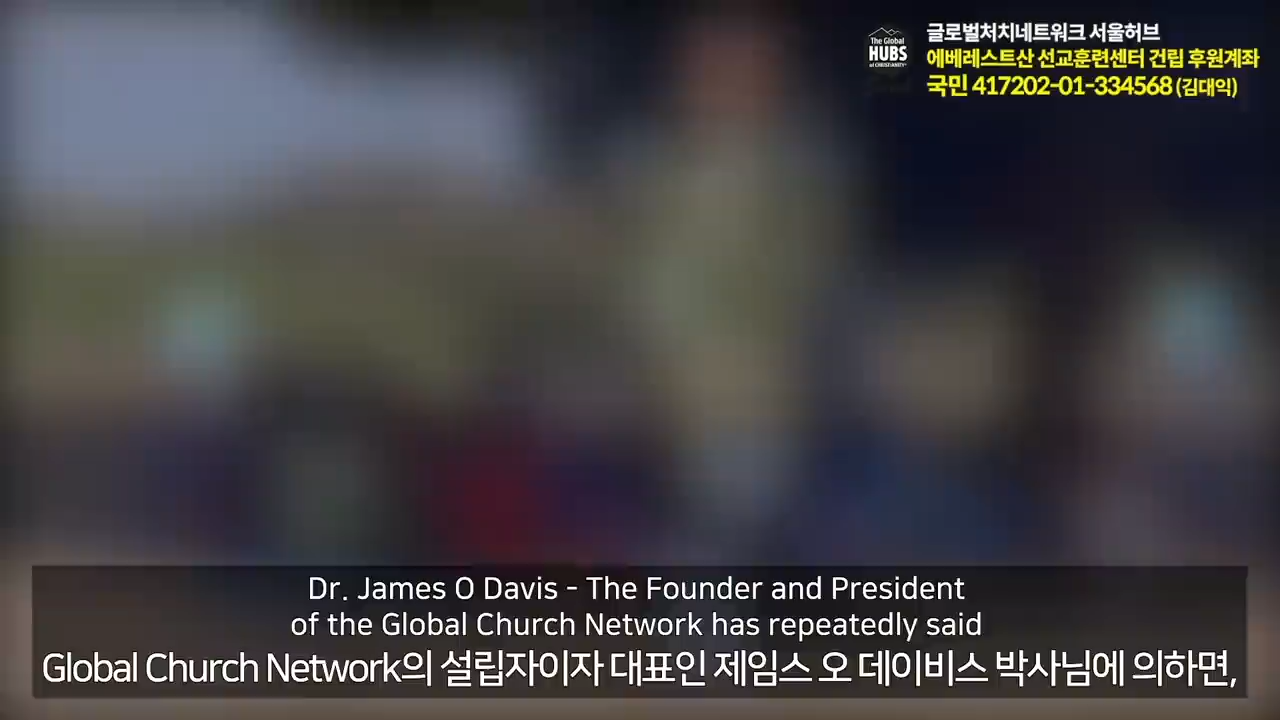 The Global
HUBS
of CHRISTIANITY
글로벌처치네트워크 서울허브
에베레스트산 선교훈련센터 건립 후원계좌
국민 417202-01-334568 (김대익)
Dr. James O Davis - The Founder and President
of the Global Church Network has repeatedly said
Global Church Network의 설립자이자 대표인 제임스 오 데이비스 박사님에 의하면,